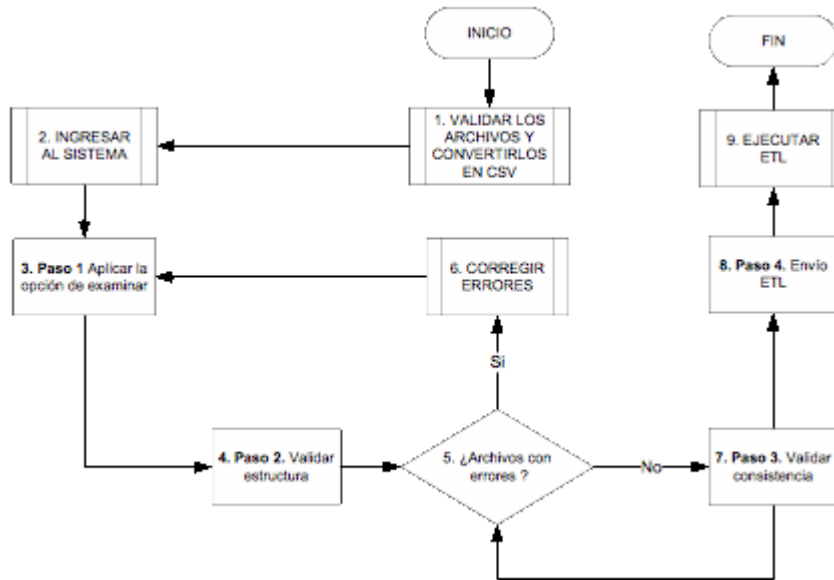 INICIO
FIN
1. VALIDAR LOS
ARCHIVOS Y
CONVERTIRLOS
EN CSV
2. INGRESAR
AL SISTEMA
9. EJECUTAR
ETL
3. Paso 1 Aplicar la
opción de examinar
6. CORREGIR
ERRORES
8. Paso 4. Envío
ETL
Si
4. Paso 2. Validar
estructura
5. ¿Archivos con
errores ?
No
7. Paso 3. Validar
consistencia